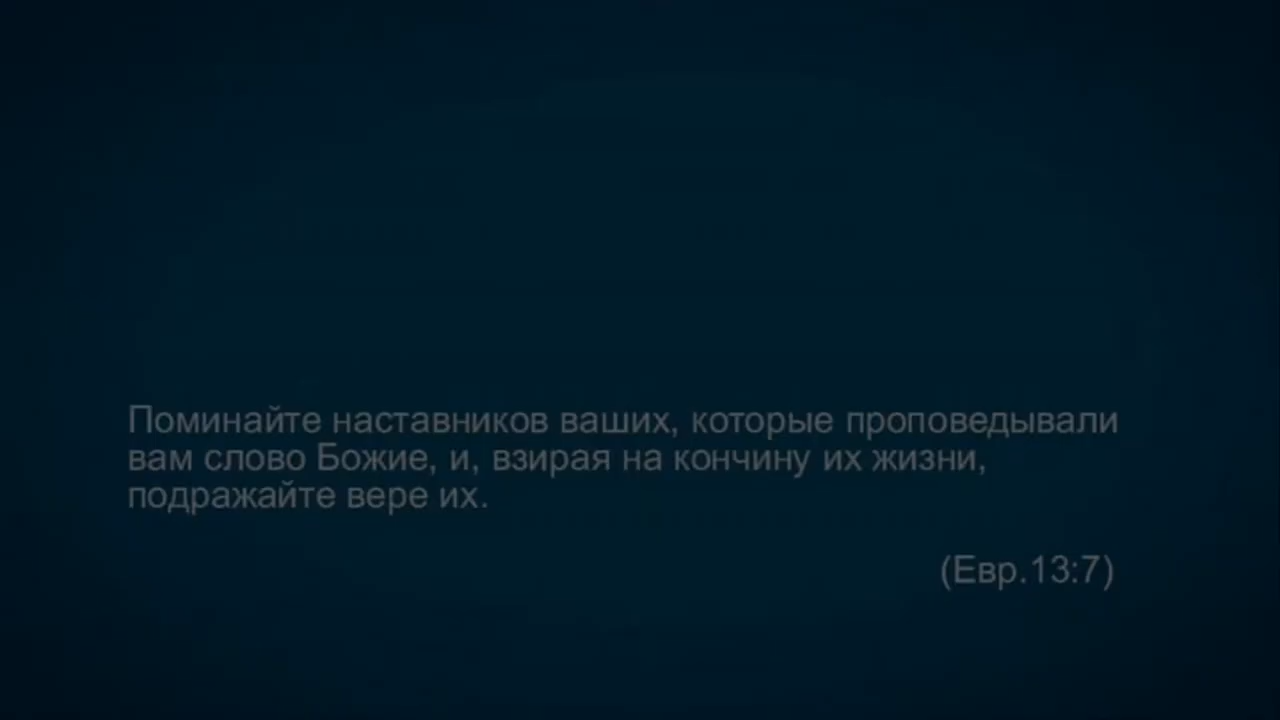 Поминайте наставников ваших, которые проповедывали
вам слово Божие, и, взирая на кончину их жизни,
подражайте вере их.
(Евр.13:7)